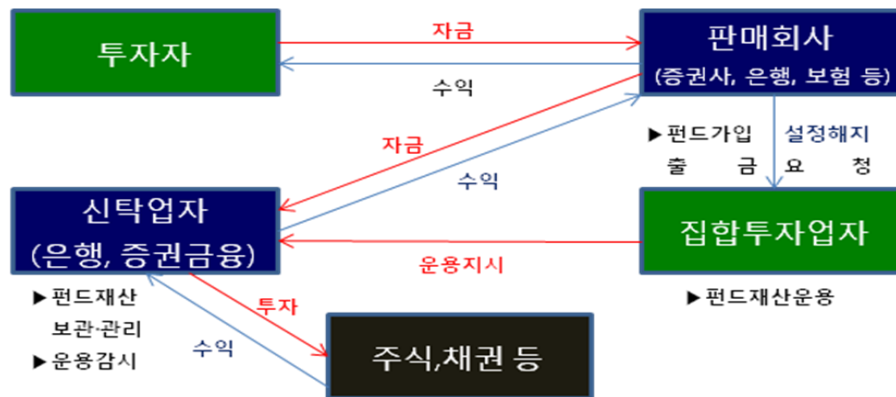 투자자
자금
수익
판매회사
(증권사, 은행, 보험 등)
▶펀드가입
출 금
설정해지
요 청
자금
수익
신탁업자
(은행, 증권금융)
운용지시
집합투자업자
▶펀드재산운용
▶펀드재산
보관·관리
▶운용감시
투자
수익
주식,채권 등